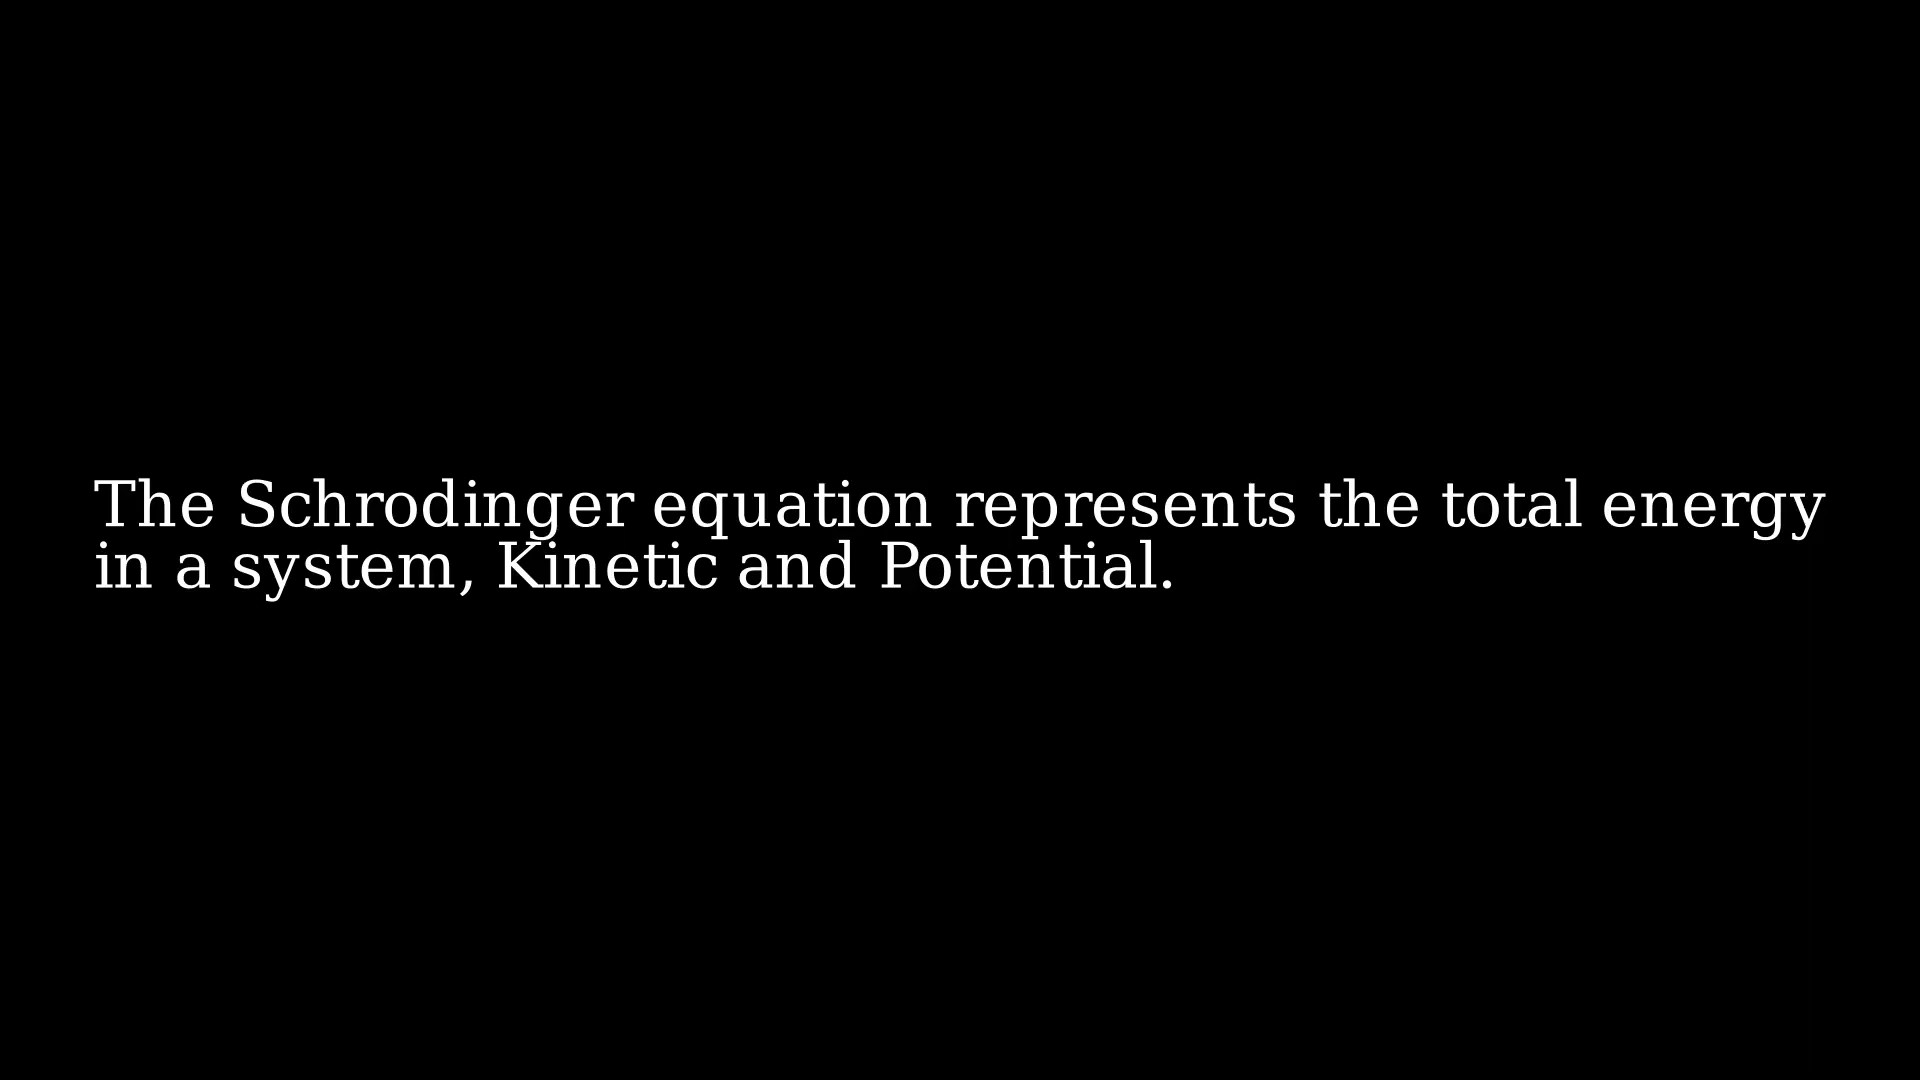 The Schrodinger equation represents the total energy
in a system, Kinetic and Potential.